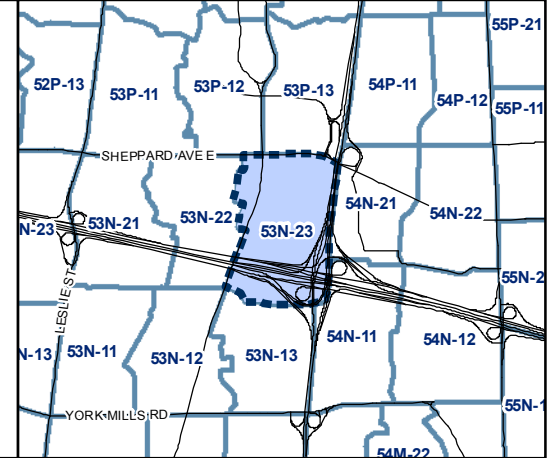 55P-21
52P-13
53P-11
53P-12
53P-13
54P-11
54P-12
55P-11
SHEPPARD AVE E
N-23
53N-21
53N-22
53N-23
54N-21
54N-22
55N-2
LESLIE ST
N-13
53N-11
53N-12
53N-13
54N-11
54N-12
55N-1
YORK MILLS RD
54M-22